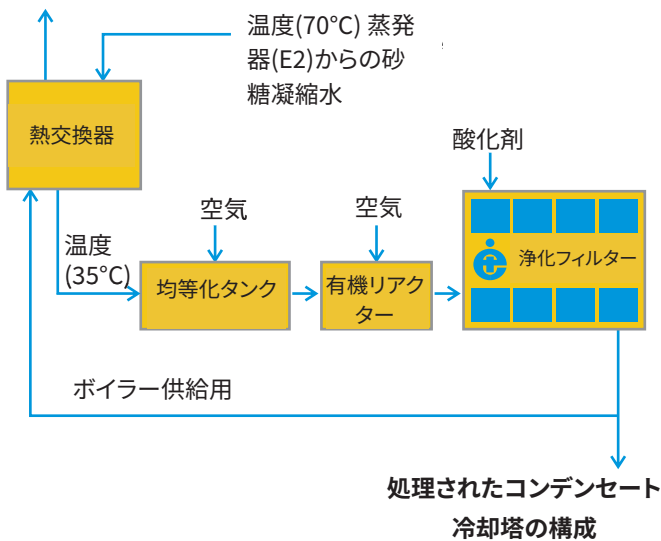 温度(70°C) 蒸発
器(E2)からの砂
糖凝縮水
熱交換器
酸化剤
空気
空気
温度
(35°C)
均等化タンク
有機リアク
ター
浄化フィルター
ボイラー供給用
処理されたコンデンセート
冷却塔の構成